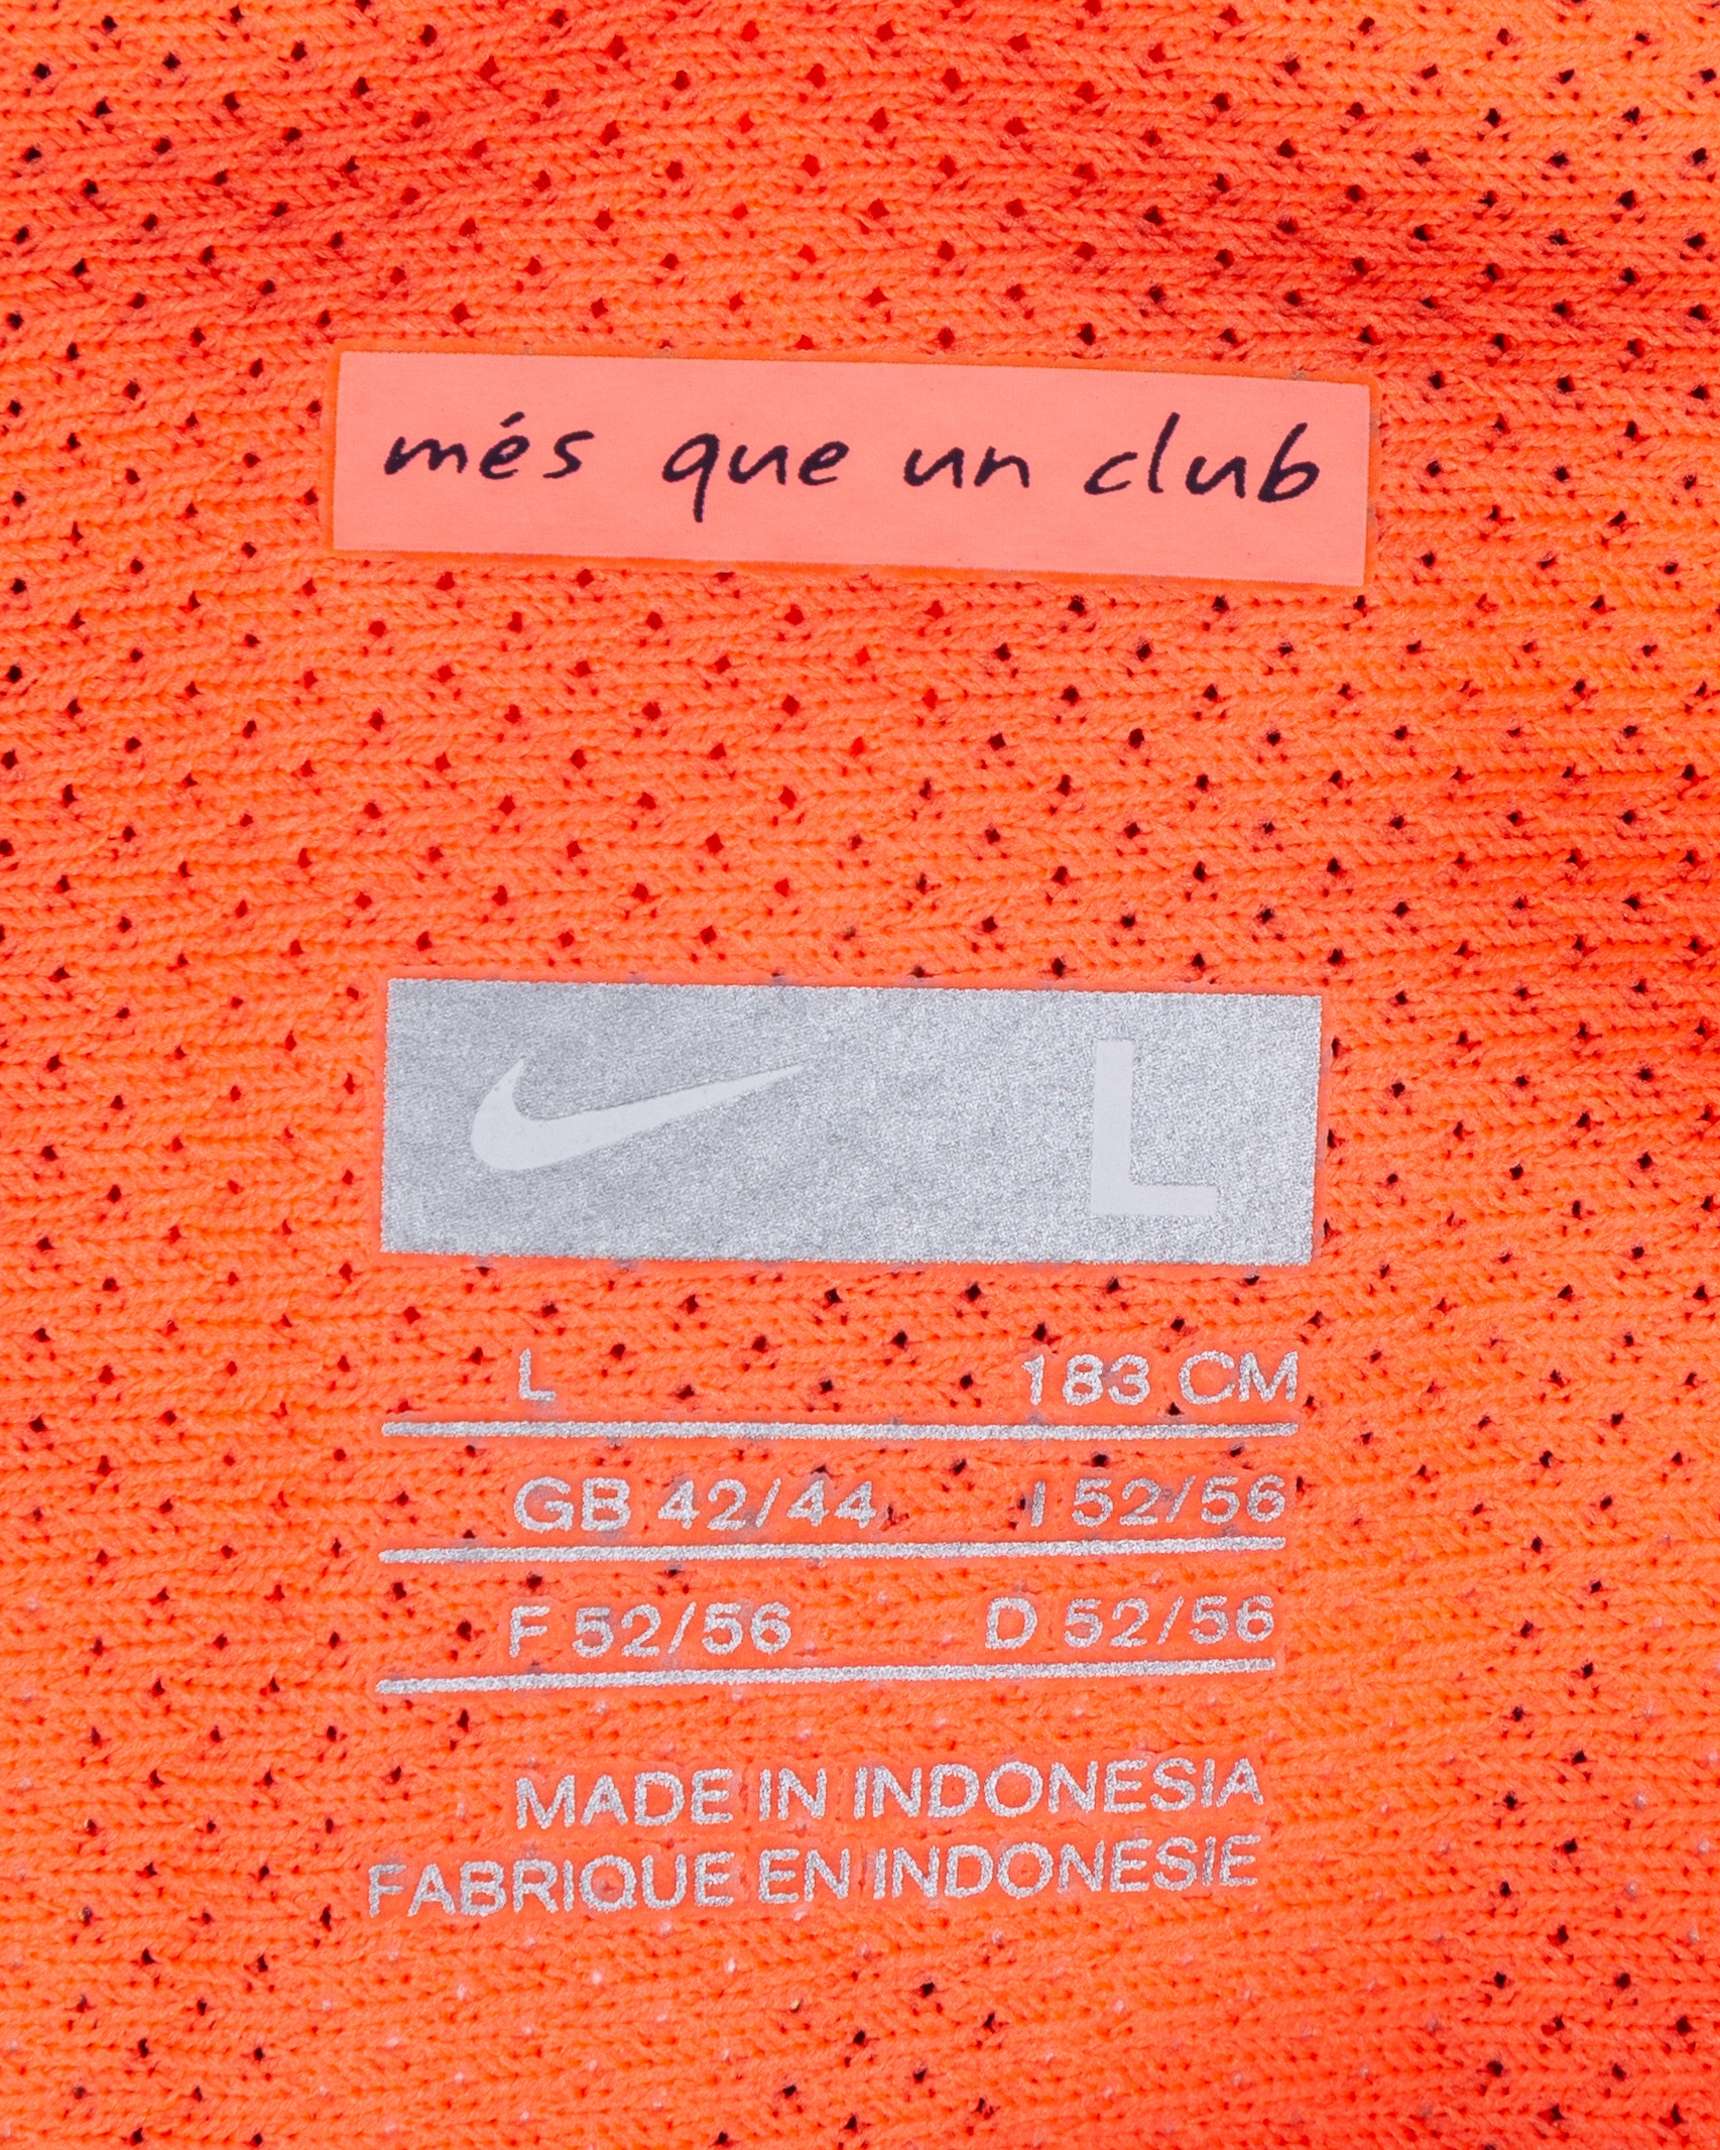 més que un club
L
L 183 CM
GB 42/44 I 52/56
F 52/56 D 52/56
MADE IN INDONESIA
FABRIQUE EN INDONESIE